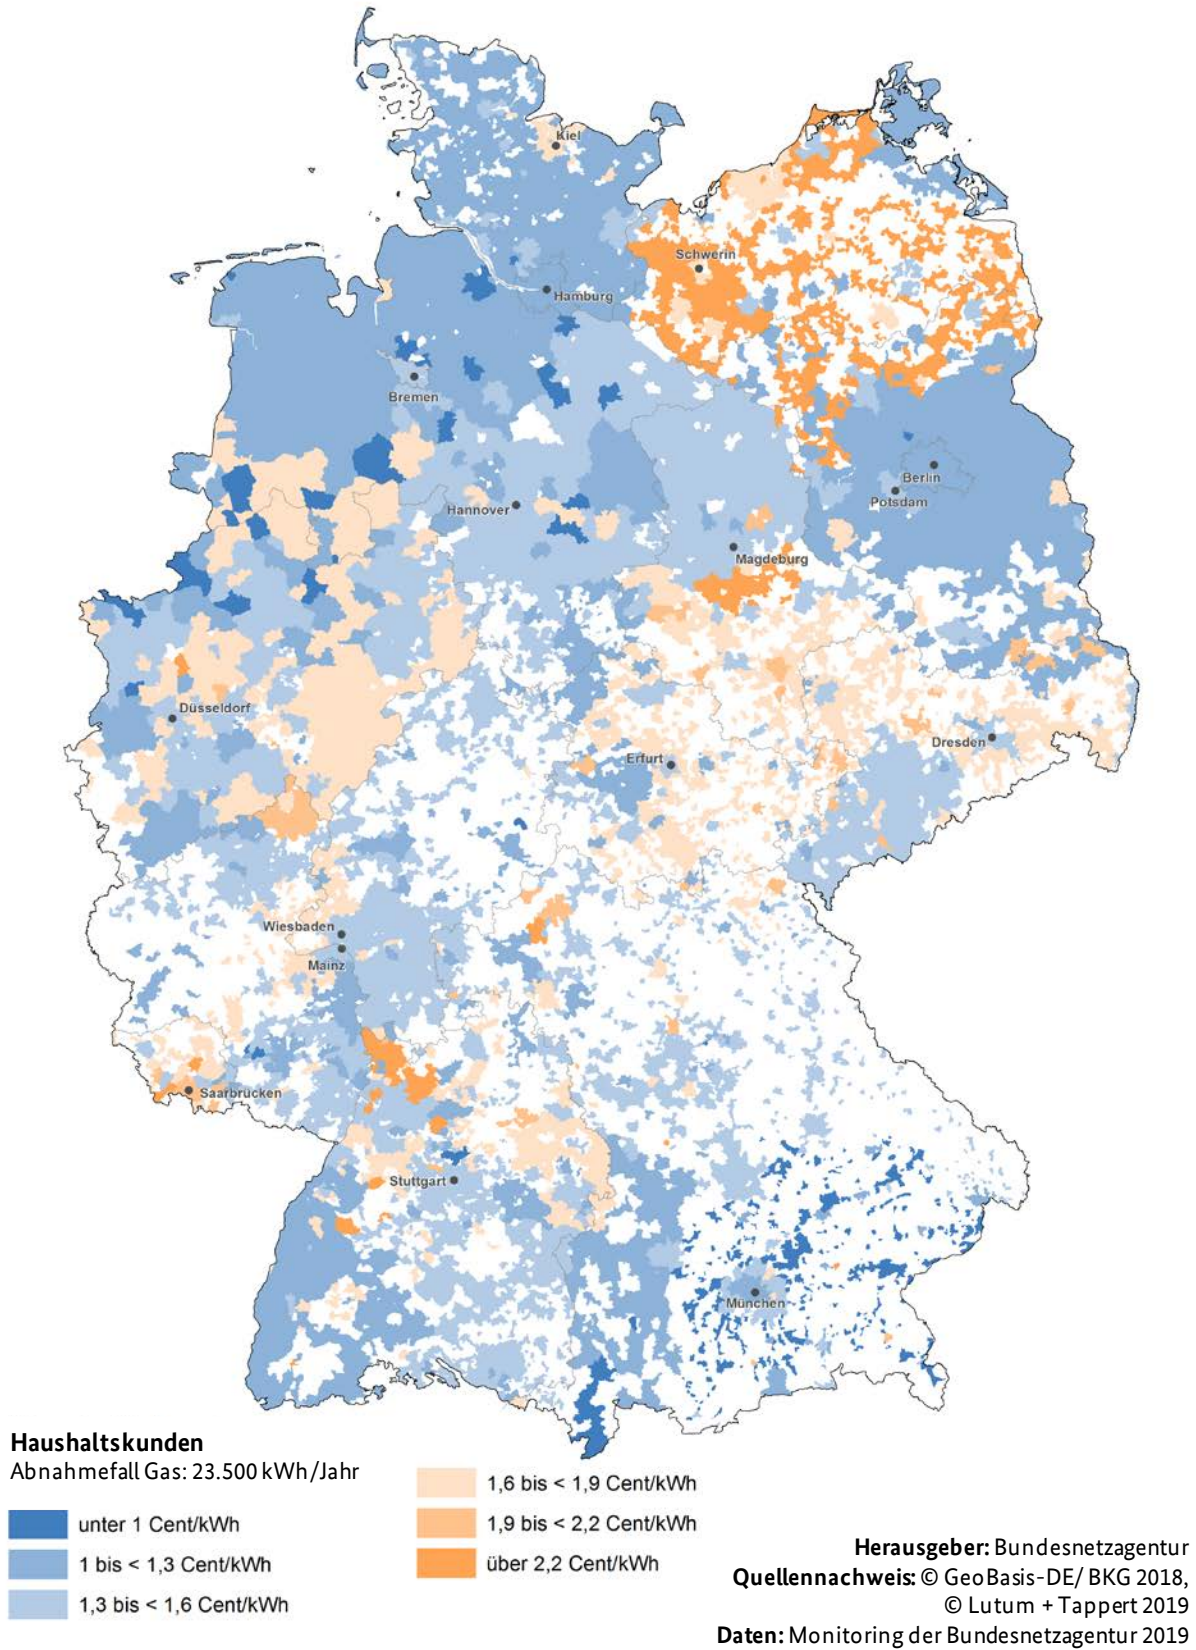 Kiel
Schwerin
Hamburg
Bremen
Berlin
Potsdam
Hannover
Magdeburg
Düsseldorf
Dresden
Erfurt
Wiesbaden
Mainz
Saarbrücken
Stuttgart
München
Haushaltskunden
Abnahmefall Gas: 23.500 kWh/Jahr
unter 1 Cent/kWh
1 bis < 1,3 Cent/kWh
1,3 bis < 1,6 Cent/kWh
1,6 bis < 1,9 Cent/kWh
1,9 bis < 2,2 Cent/kWh
über 2,2 Cent/kWh
Herausgeber: Bundesnetzagentur
Quellennachweis: © GeoBasis-DE/ BKG 2018,
© Lutum + Tappert 2019
Daten: Monitoring der Bundesnetzagentur 2019